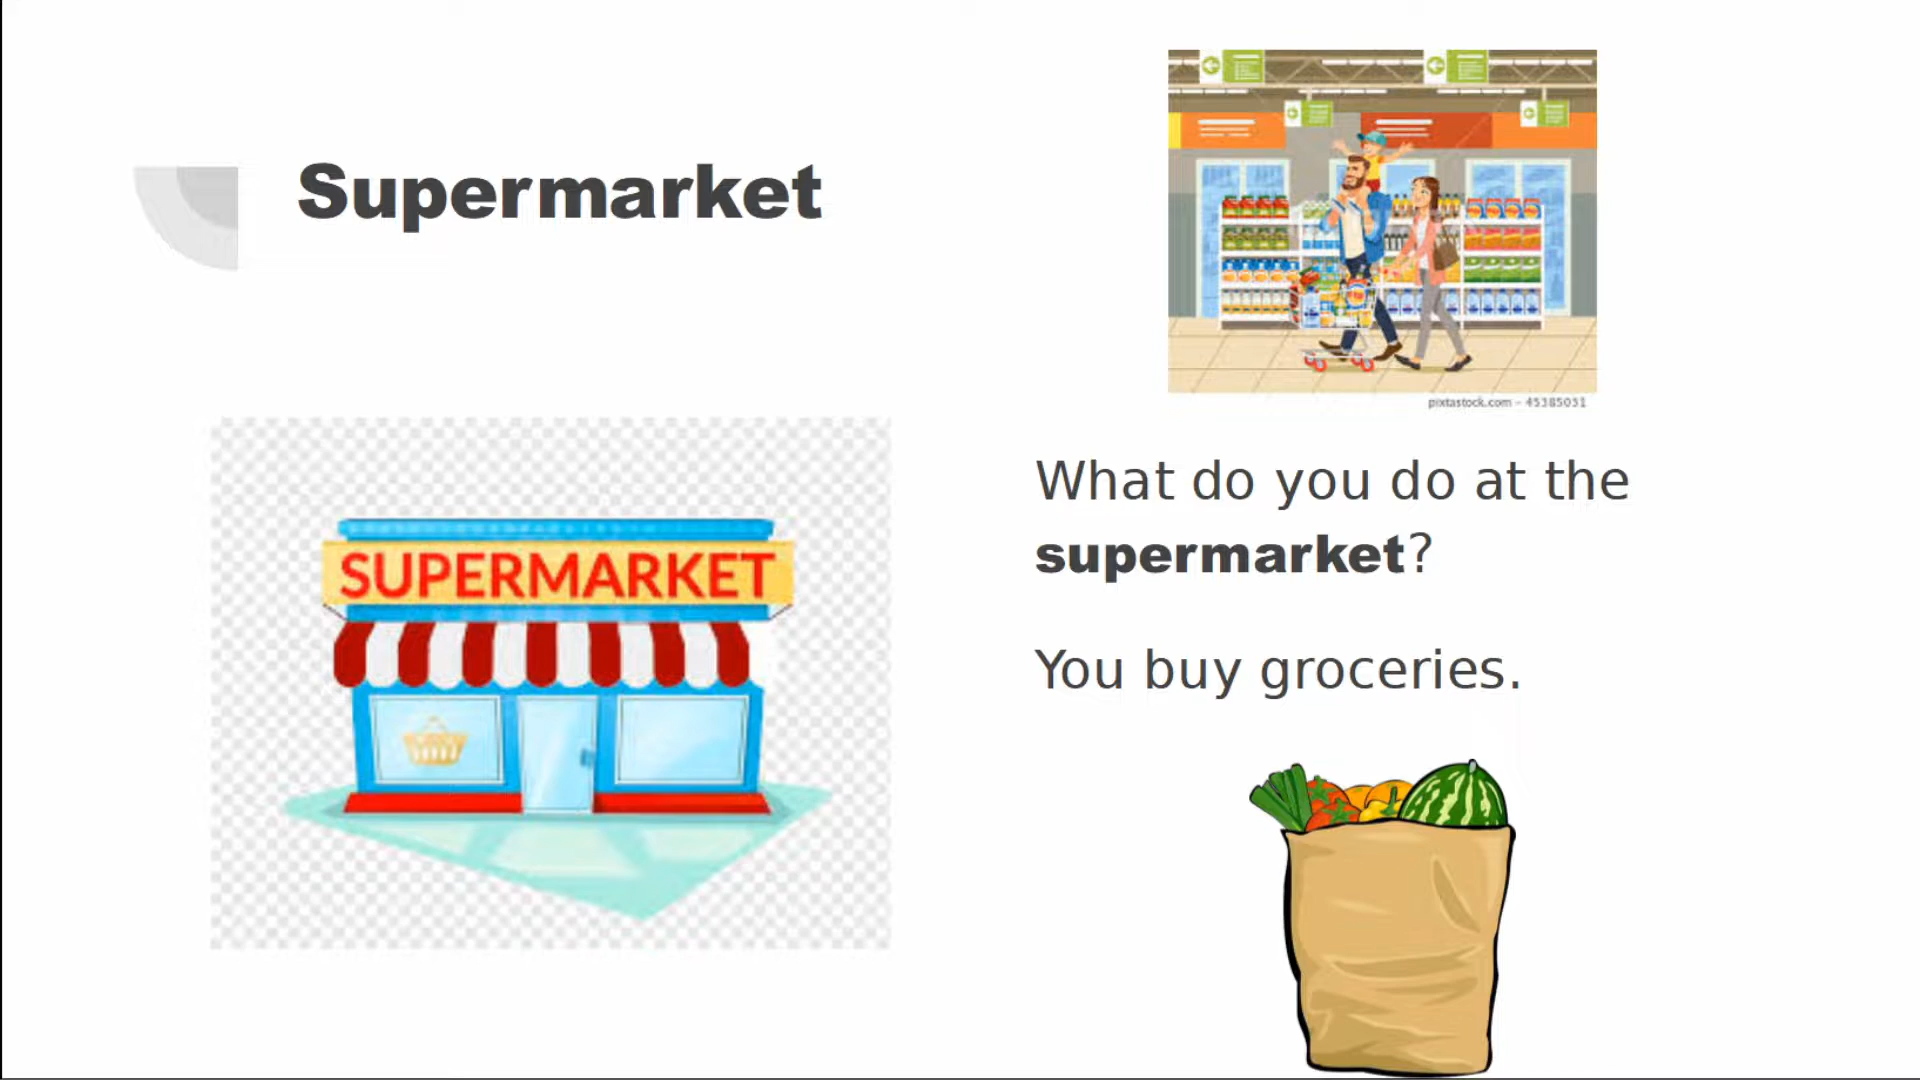 Supermarket
pixtastock.com - 45385031
SUPERMARKET
What do you do at the
supermarket?
You buy groceries.